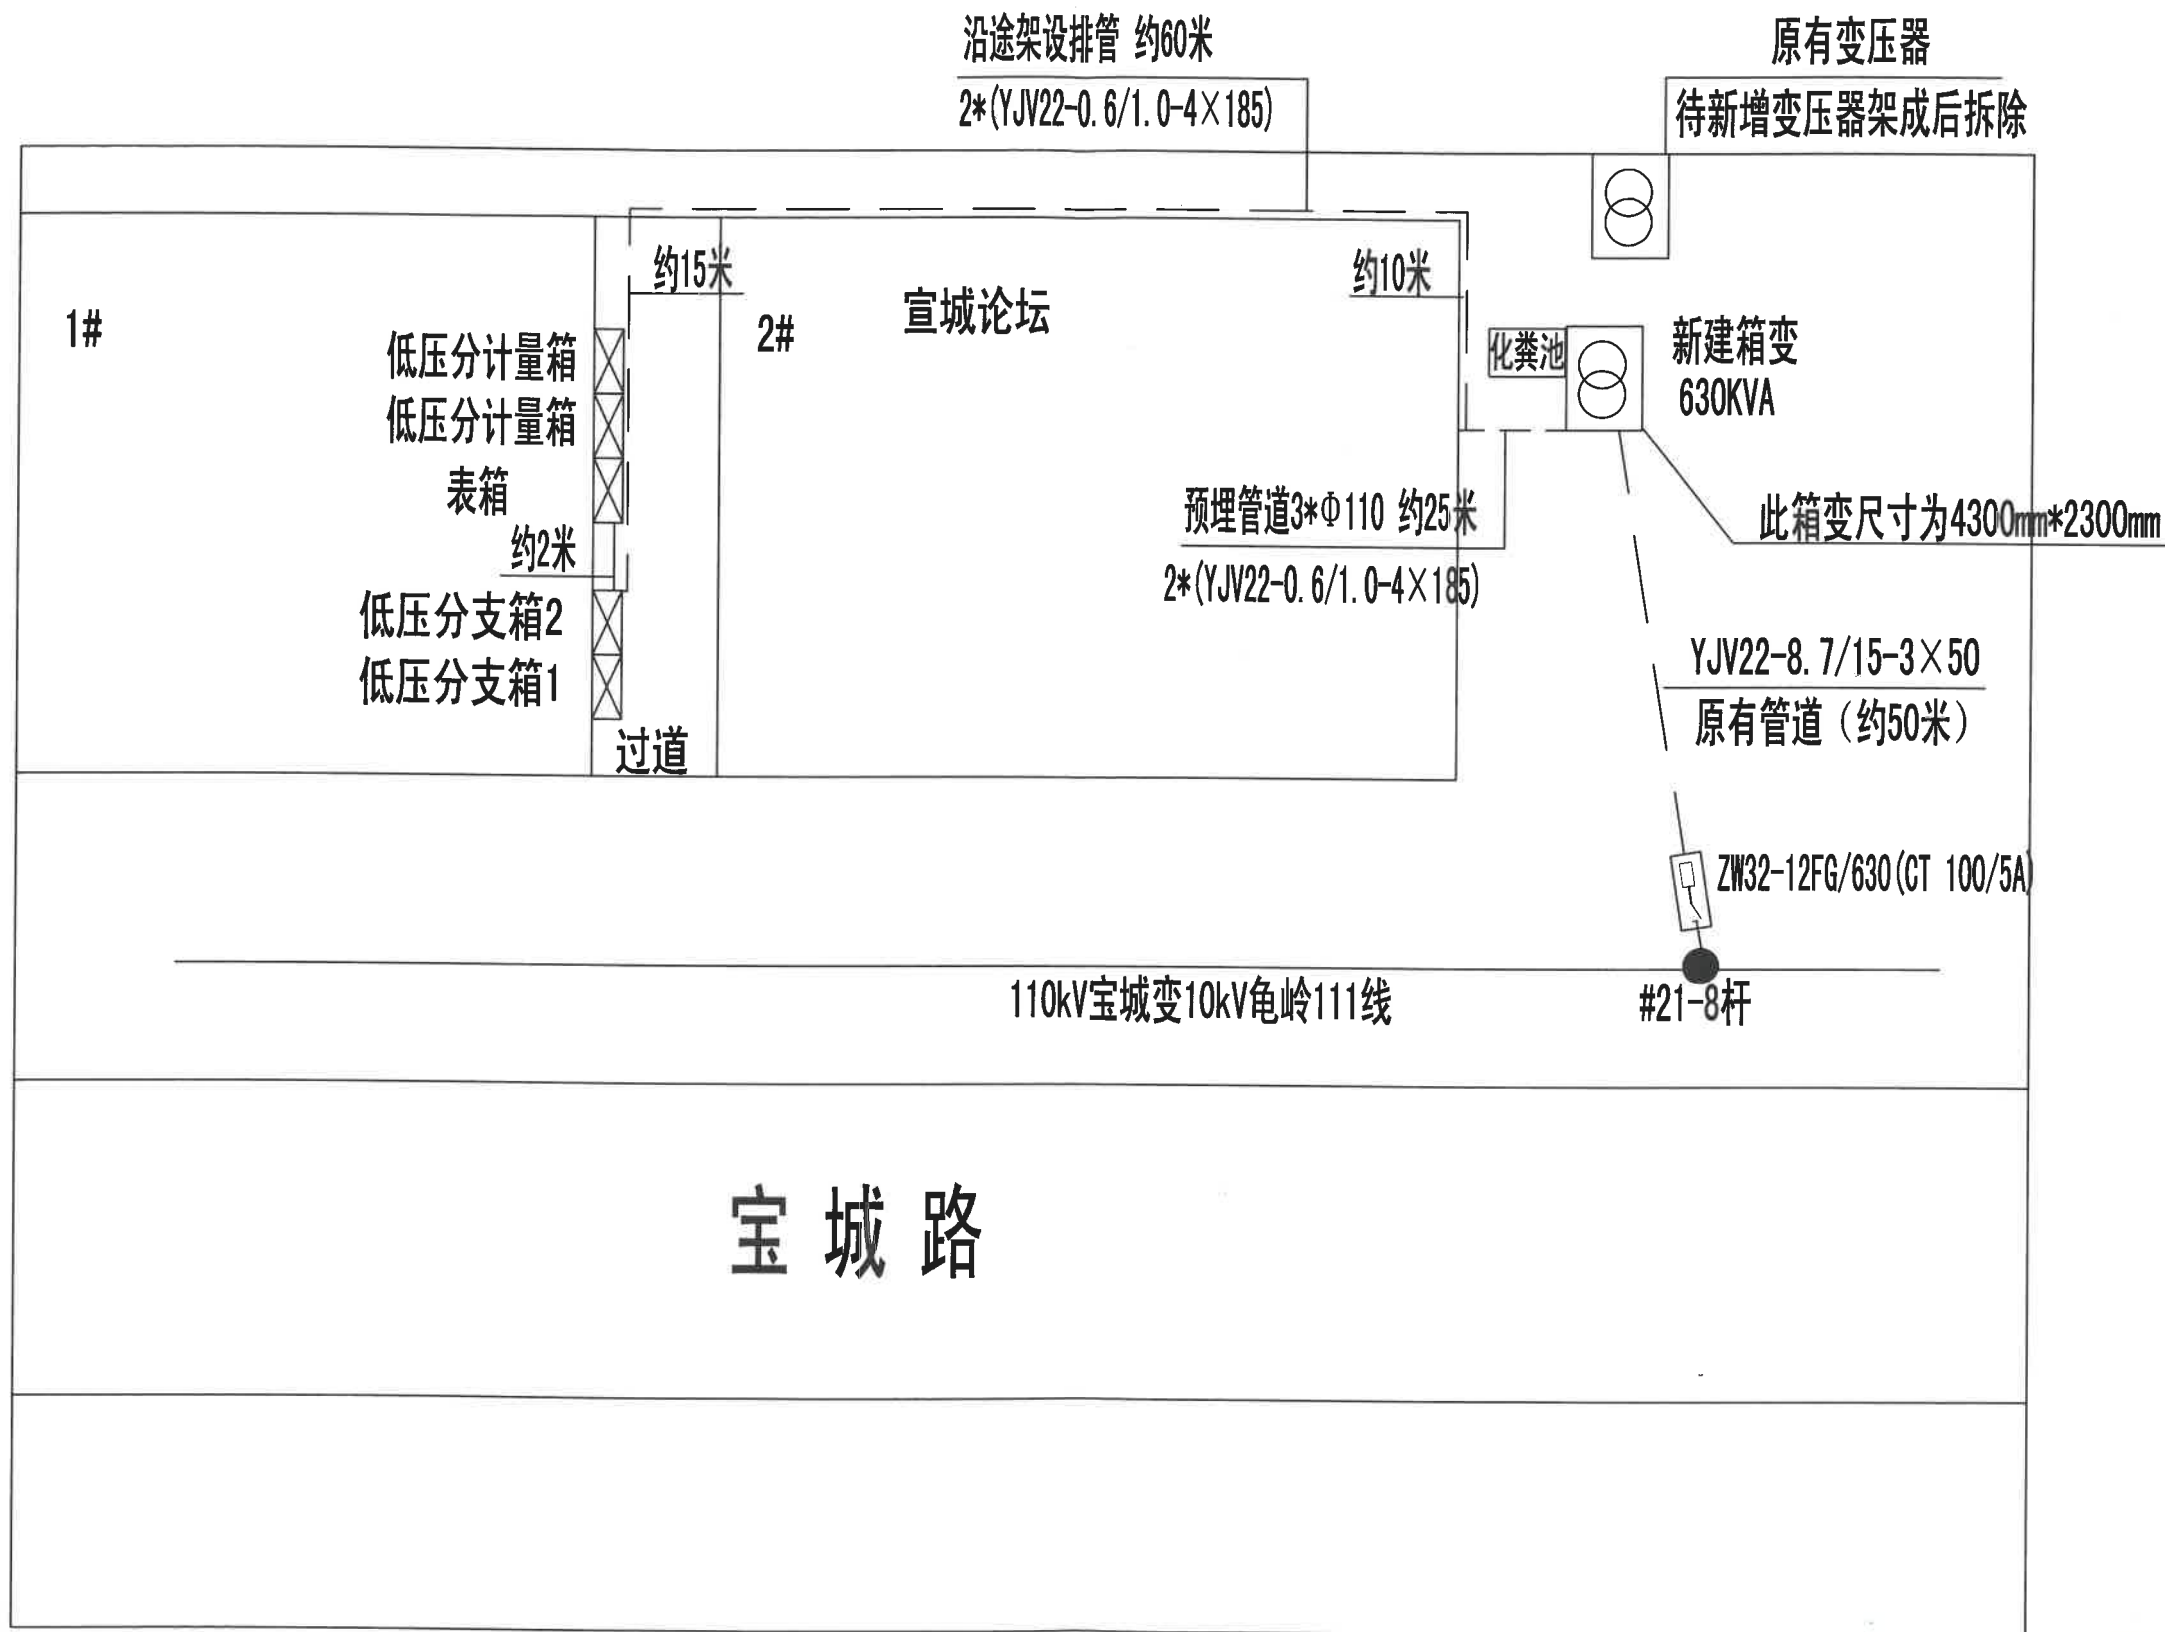 沿途架设排管 约60米
2*(YJV22-0.6/1.0-4×185)
原有变压器
待新增变压器架成后拆除
约15米
约10米
1#
2#
宣城论坛
低压分计量箱
低压分计量箱
表箱
约2米
低压分支箱2
低压分支箱1
过道
化粪池
新建箱变
630KVA
预埋管道3*Φ110 约25米
2*(YJV22-0.6/1.0-4×185)
此箱变尺寸为4300mm*2300mm
YJV22-8.7/15-3×50
原有管道（约50米）
ZW32-12FG/630(CT 100/5A)
110kV宝城变10kV龟岭111线
#21-8杆
宝城路